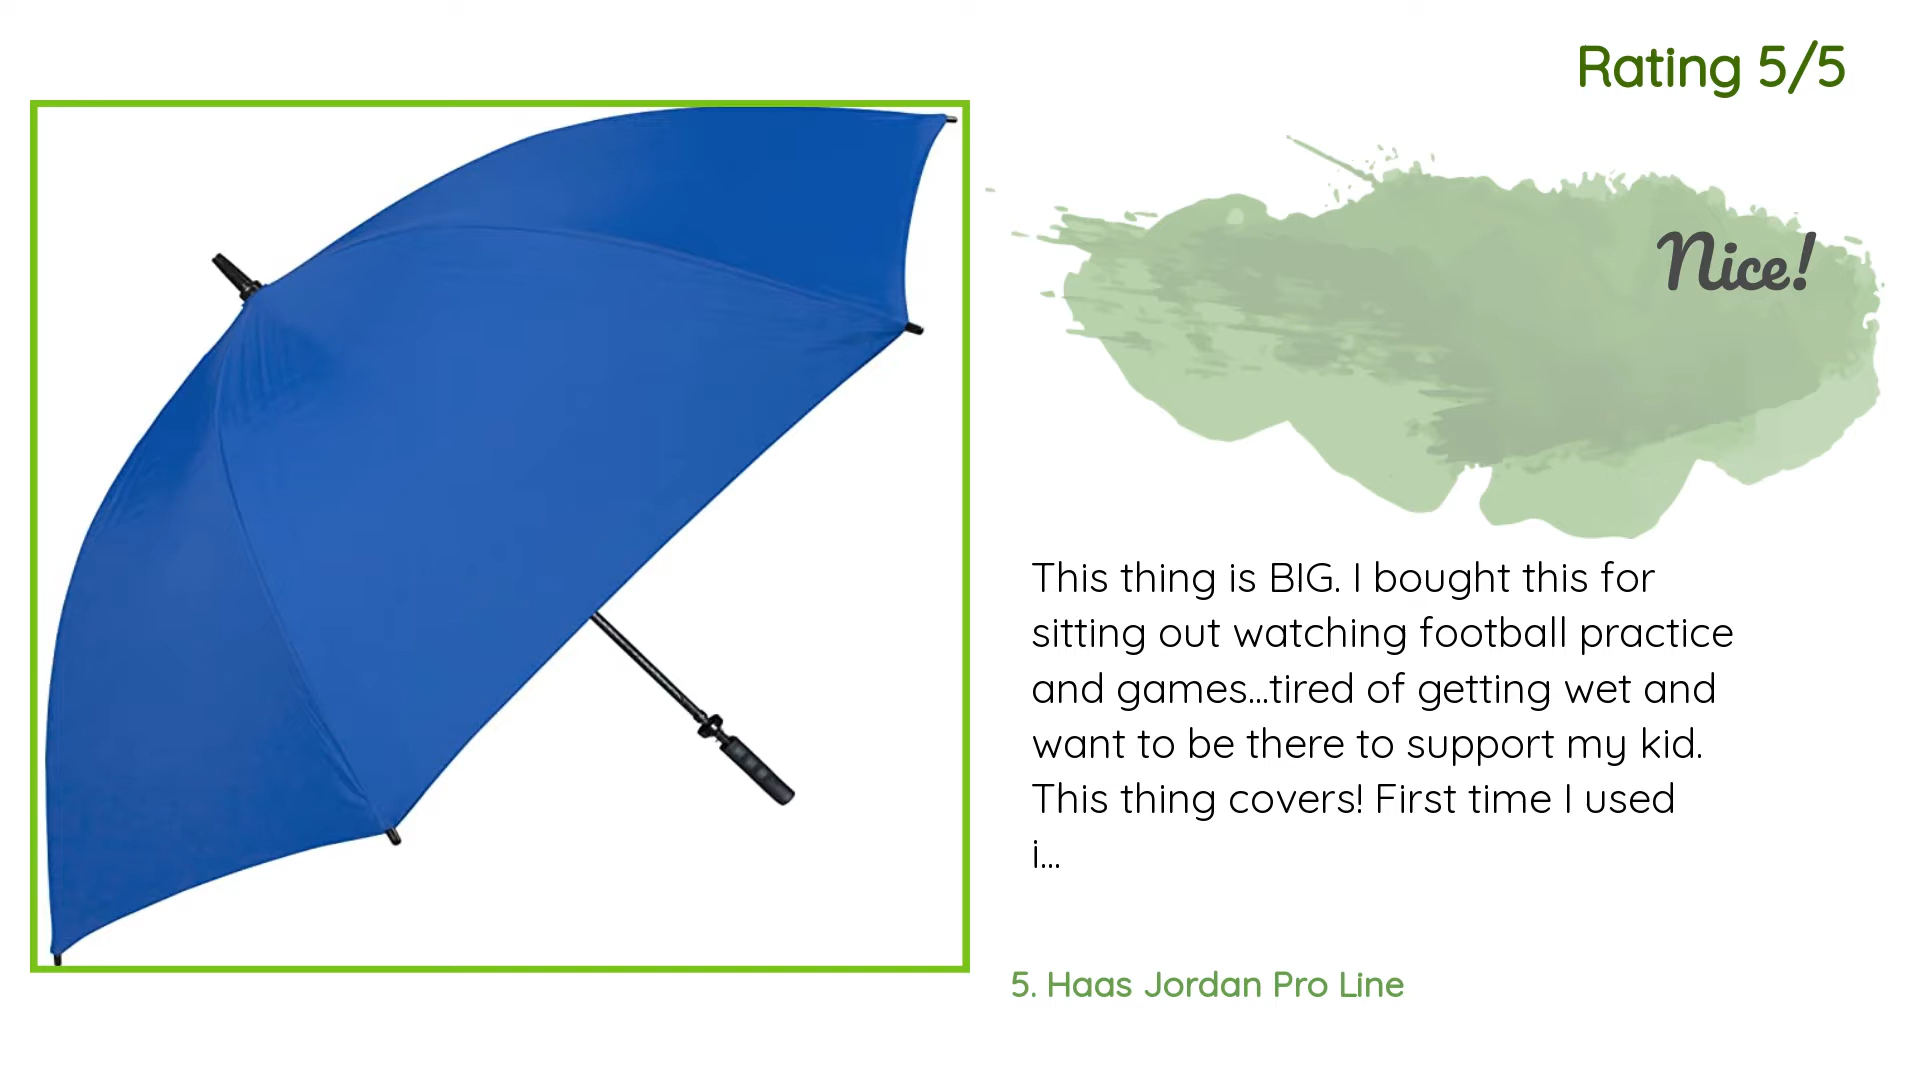 Rating 5/5
Nice!
This thing is BIG. I bought this for
sitting out watching football practice
and games...tired of getting wet and
want to be there to support my kid.
This thing covers! First time I used
i...
5. Haas Jordan Pro Line